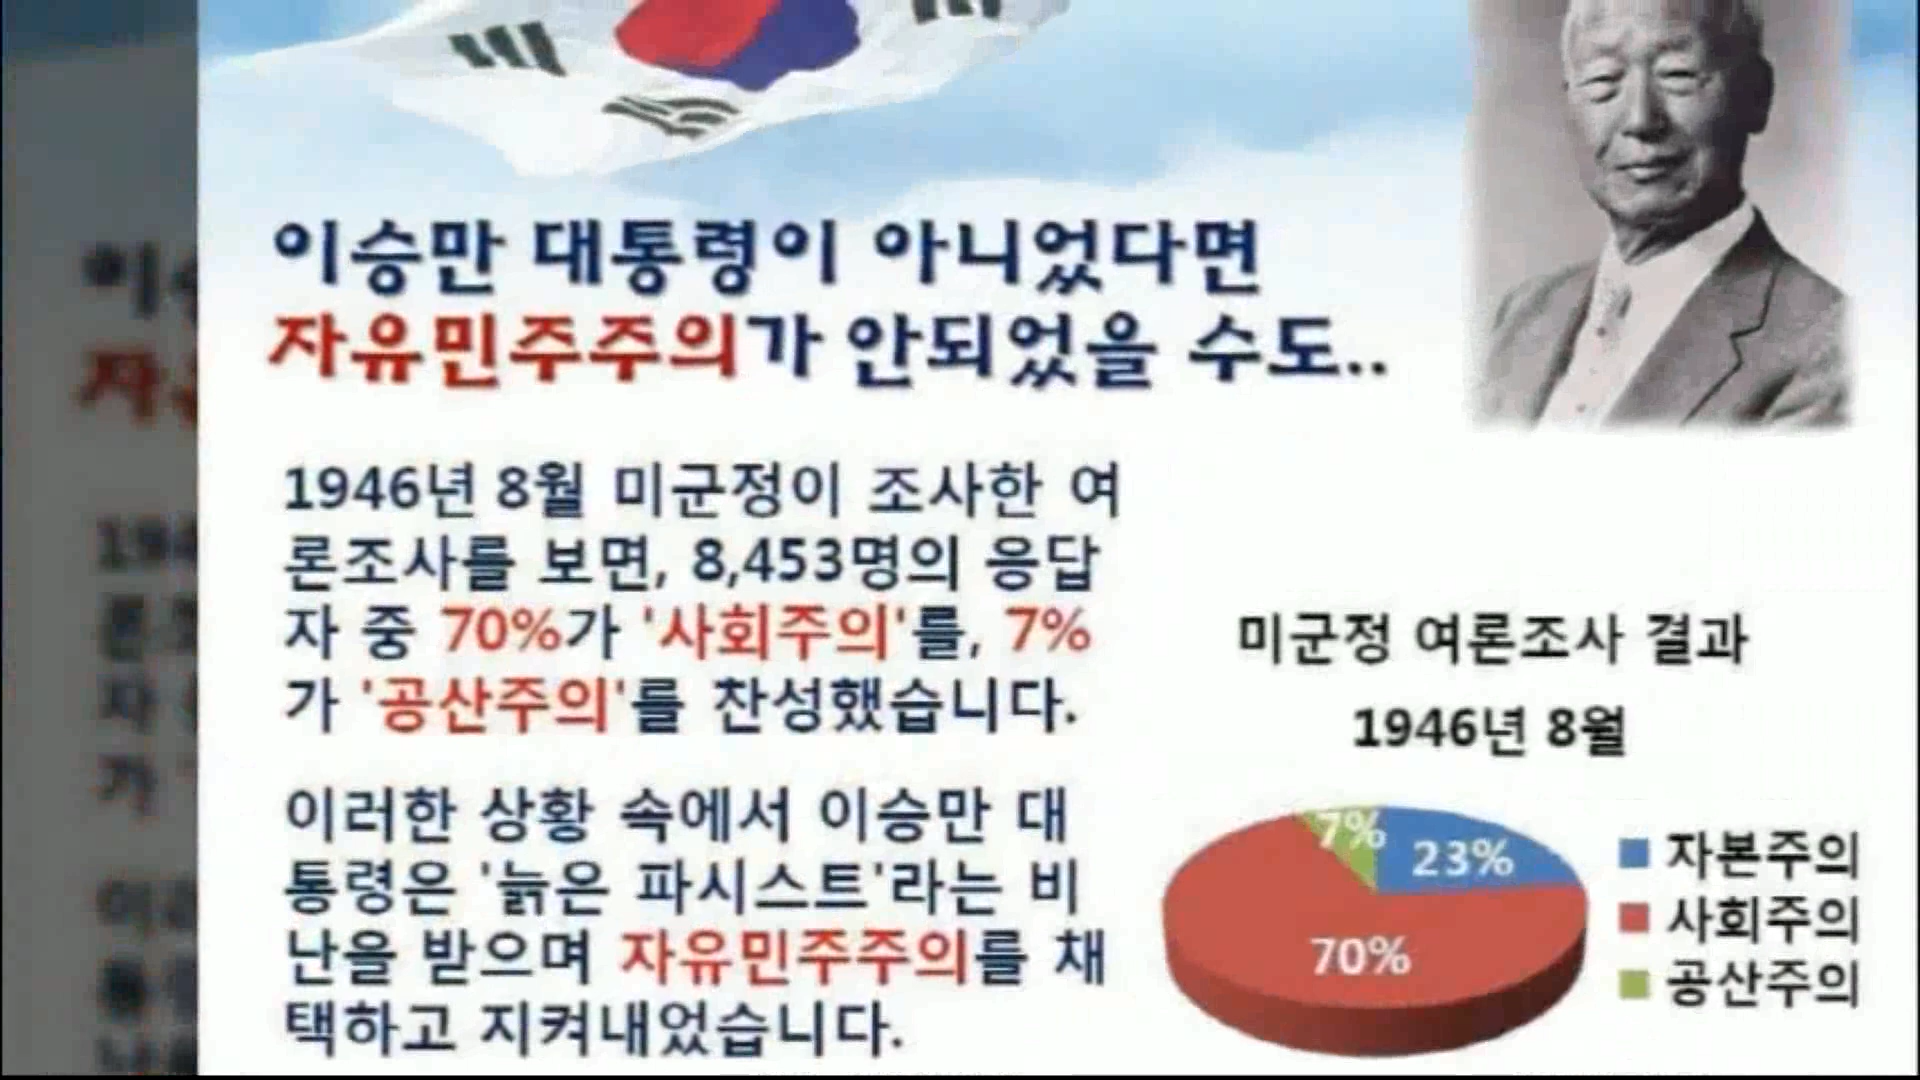 이승만 대통령이 아니었다면
자유민주주의가 안되었을 수도..
1946년 8월 미군정이 조사한 여
론조사를 보면, 8,453명의 응답
자 중 70%가 '사회주의'를, 7%
가 '공산주의'를 찬성했습니다.
이러한 상황 속에서 이승만 대
통령은 '늙은 파시스트'라는 비
난을 받으며 자유민주주의를 채
택하고 지켜내었습니다.
미군정 여론조사 결과
1946년 8월
7%
23%
70%
자본주의
사회주의
공산주의